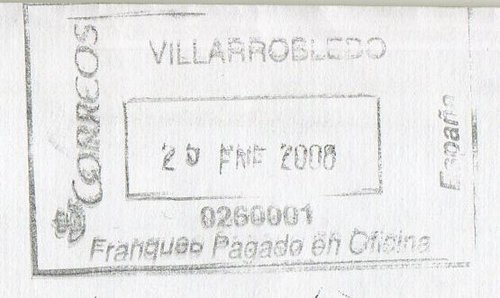 VILLARROBLEDO
CORREOS
ENE 2008
España
0260001
Franqueo Pagado en Oficina